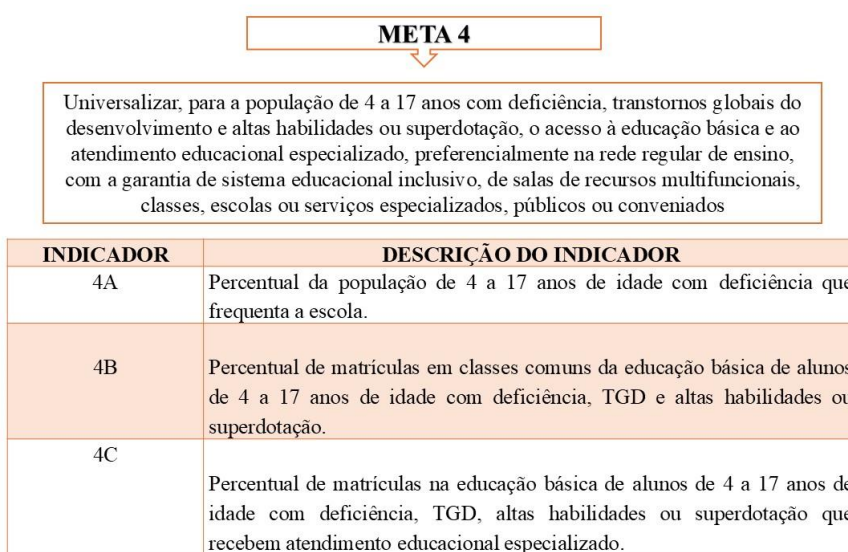 META 4
Universalizar, para a população de 4 a 17 anos com deficiência, transtornos globais do
desenvolvimento e altas habilidades ou superdotação, o acesso à educação básica e ao
atendimento educacional especializado, preferencialmente na rede regular de ensino,
com a garantia de sistema educacional inclusivo, de salas de recursos multifuncionais,
classes, escolas ou serviços especializados, públicos ou conveniados
INDICADOR DESCRIÇÃO DO INDICADOR
4A Percentual da população de 4 a 17 anos de idade com deficiência que
frequenta a escola.
4B Percentual de matrículas em classes comuns da educação básica de alunos
de 4 a 17 anos de idade com deficiência, TGD e altas habilidades ou
superdotação.
4C
Percentual de matrículas na educação básica de alunos de 4 a 17 anos de
idade com deficiência, TGD, altas habilidades ou superdotação que
recebem atendimento educacional especializado.